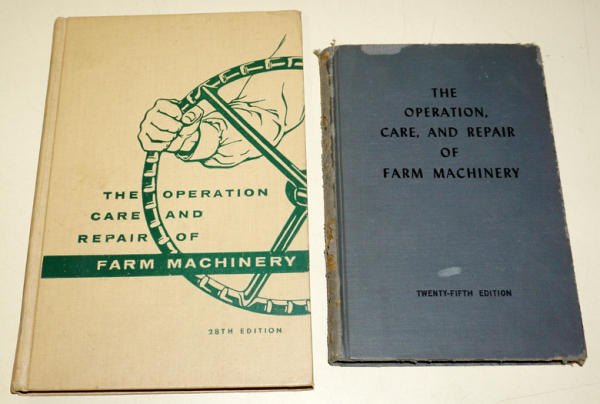 THE OPERATION
CARE AND
REPAIR OF
FARM MACHINERY
28TH EDITION
THE
OPERATION,
CARE, AND REPAIR
OF
FARM MACHINERY
TWENTY-FIFTH EDITION